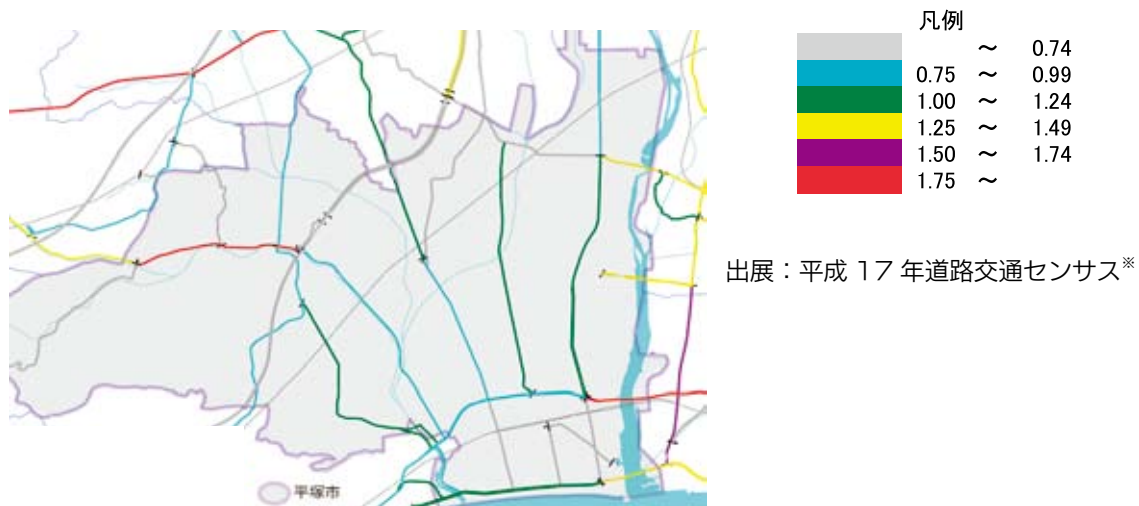 凡例
～ 0.74
0.75 ～ 0.99
1.00 ～ 1.24
1.25 ～ 1.49
1.50 ～ 1.74
1.75 ～
出展：平成 17 年道路交通センサス※
平塚市